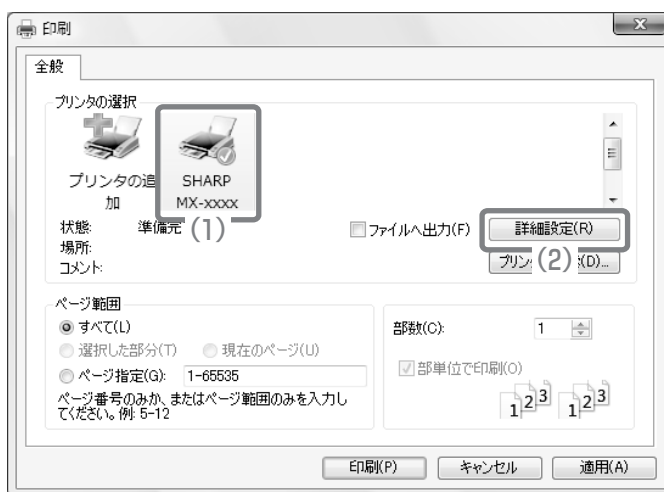 印刷
全般
プリンタの選択
プリンタの追加
SHARP
MX-xxxx
(1)
状態: 準備完
場所:
コメント:
ファイルへ出力(F)
詳細設定(R)
(2)
(D)...
ページ範囲
すべて(L)
選択した部分(T) 現在のページ(U)
ページ指定(G): 1-65535
ページ番号のみか、またはページ範囲のみを入力し
てください。例: 5-12
部数(C): 1
部単位で印刷(O)
1 2 3 1 2 3
印刷(P) キャンセル 適用(A)